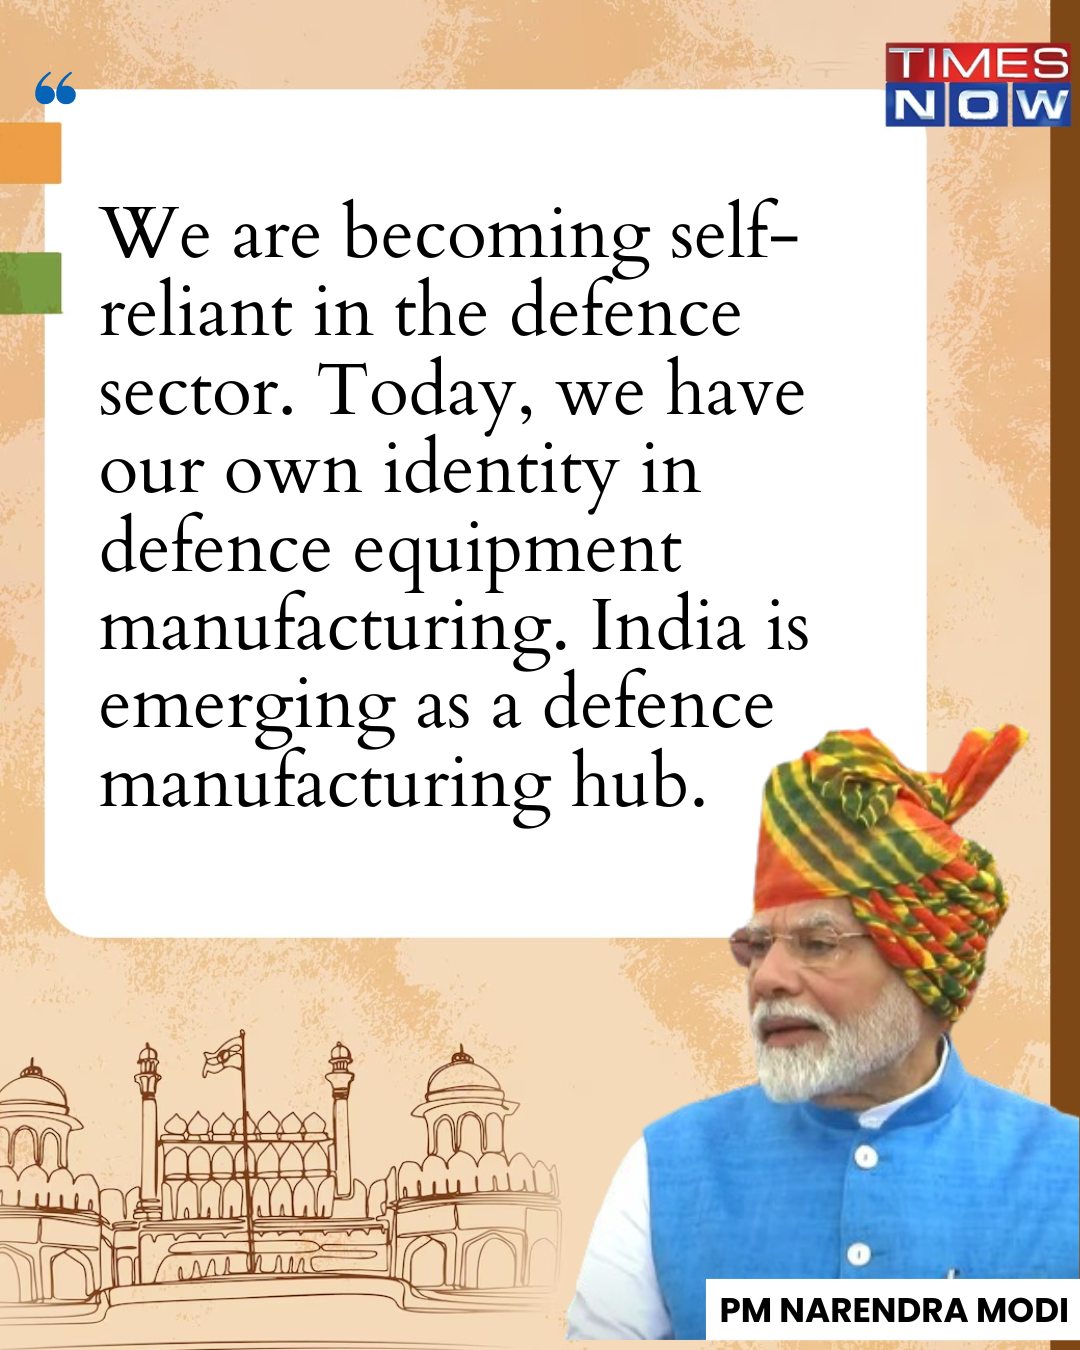 TIMES
NOW
“
We are becoming self-
reliant in the defence
sector. Today, we have
our own identity in
defence equipment
manufacturing. India is
emerging as a defence
manufacturing hub.
PM NARENDRA MODI